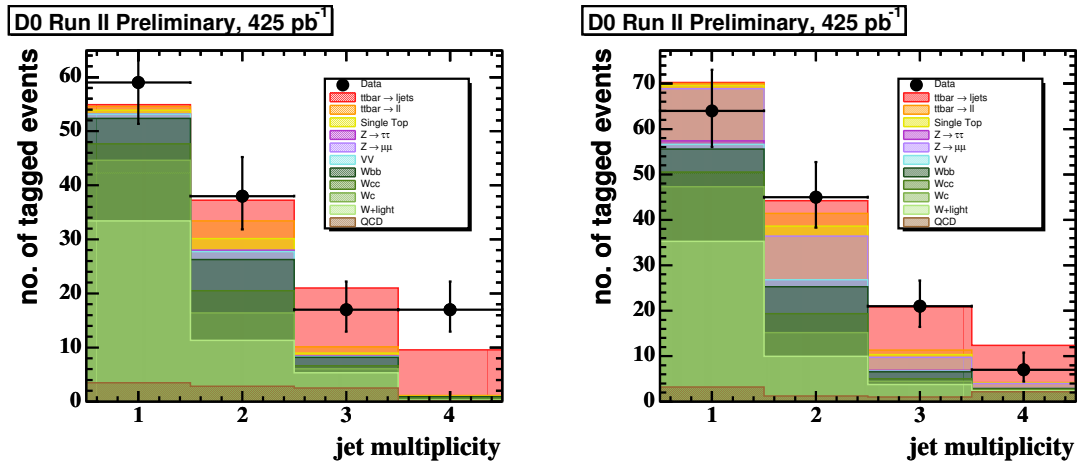 D0 Run II Preliminary, 425 pb⁻¹
no. of tagged events
60
50
40
30
20
10
0
Data
ttbar → ljets
ttbar → ll
Single Top
Z → ττ
Z → μμ
VV
Wbb
Wcc
Wc
W+light
QCD
1 2 3 4
jet multiplicity
D0 Run II Preliminary, 425 pb⁻¹
no. of tagged events
70
60
50
40
30
20
10
0
Data
ttbar → ljets
ttbar → ll
Single Top
Z → ττ
Z → μμ
VV
Wbb
Wcc
Wc
W+light
QCD
1 2 3 4
jet multiplicity